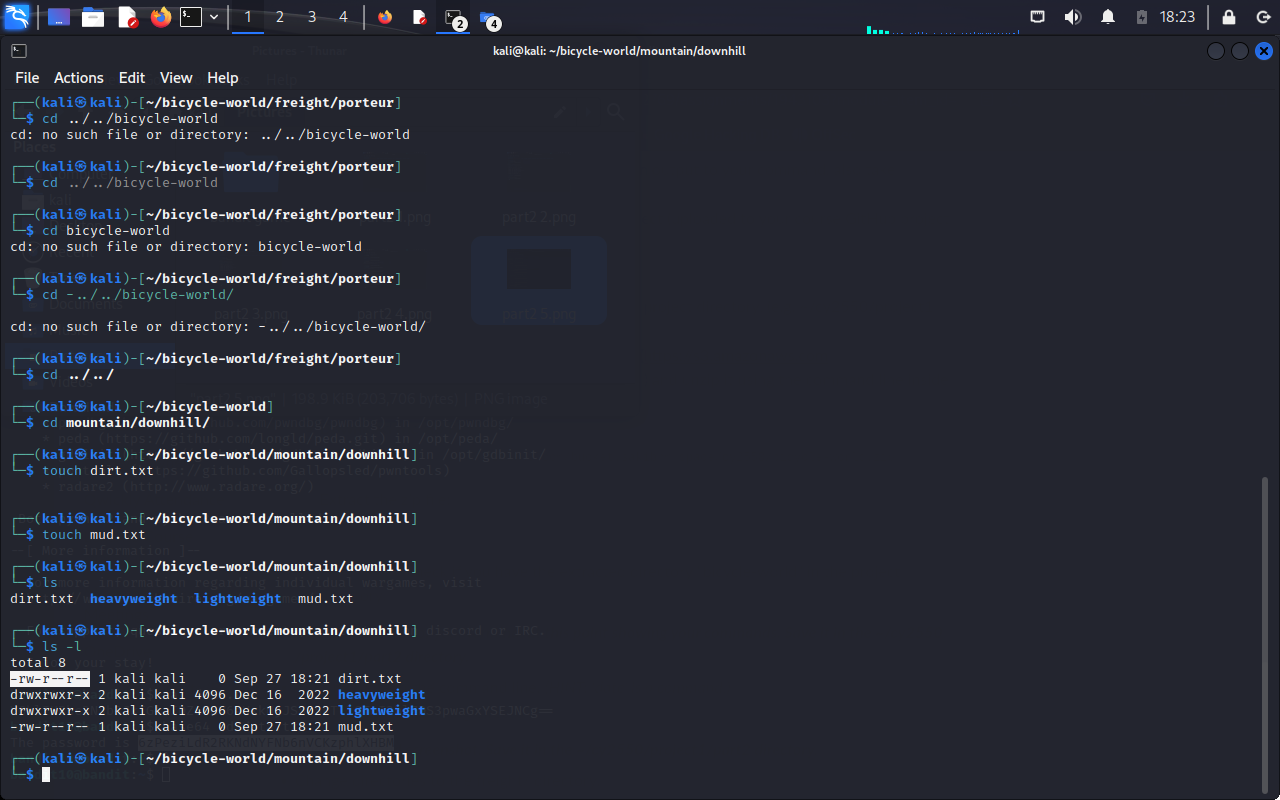 1 2 3 4 2 4 18:23
kali@kali: ~/bicycle-world/mountain/downhill
File Actions Edit View Help
┌──(kali㉿kali)-[~/bicycle-world/freight/porteur]
└─$ cd ../../bicycle-world
cd: no such file or directory: ../../bicycle-world
┌──(kali㉿kali)-[~/bicycle-world/freight/porteur]
└─$ cd ../../bicycle-world
┌──(kali㉿kali)-[~/bicycle-world/freight/porteur]
└─$ cd bicycle-world
cd: no such file or directory: bicycle-world
┌──(kali㉿kali)-[~/bicycle-world/freight/porteur]
└─$ cd -../../bicycle-world/
cd: no such file or directory: -../../bicycle-world/
┌──(kali㉿kali)-[~/bicycle-world/freight/porteur]
└─$ cd ../../
┌──(kali㉿kali)-[~/bicycle-world]
└─$ cd mountain/downhill/
┌──(kali㉿kali)-[~/bicycle-world/mountain/downhill]
└─$ touch dirt.txt
┌──(kali㉿kali)-[~/bicycle-world/mountain/downhill]
└─$ touch mud.txt
┌──(kali㉿kali)-[~/bicycle-world/mountain/downhill]
└─$ ls
dirt.txt heavyweight lightweight mud.txt
┌──(kali㉿kali)-[~/bicycle-world/mountain/downhill]
└─$ ls -l
total 8
-rw-r--r-- 1 kali kali 0 Sep 27 18:21 dirt.txt
drwxrwxr-x 2 kali kali 4096 Dec 16 2022 heavyweight
drwxrwxr-x 2 kali kali 4096 Dec 16 2022 lightweight
-rw-r--r-- 1 kali kali 0 Sep 27 18:21 mud.txt
┌──(kali㉿kali)-[~/bicycle-world/mountain/downhill]
└─$